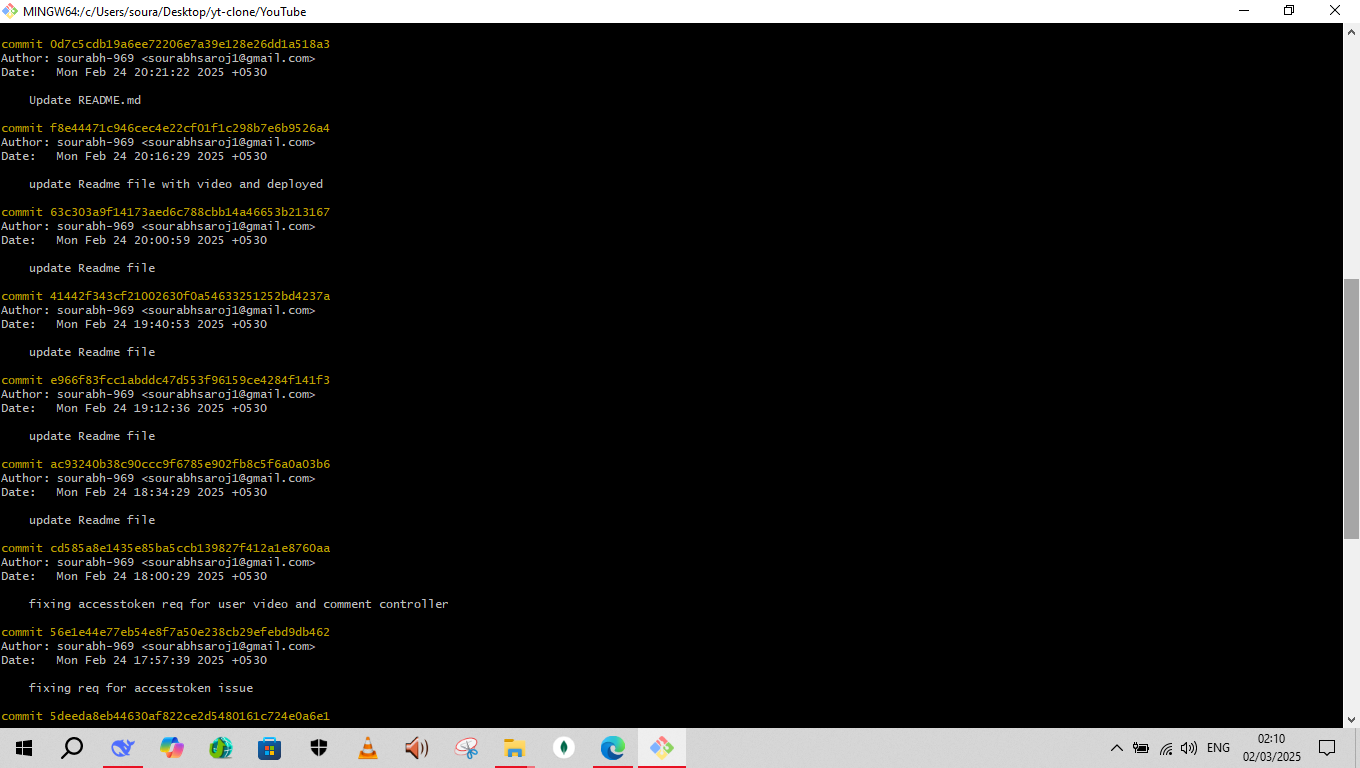 MINGW64:/c/Users/soura/Desktop/yt-clone/YouTube
commit 0d7c5cdb19a6ee72206e7a39e128e26dd1a518a3
Author: sourabh-969 <sourabhsaroj1@gmail.com>
Date:   Mon Feb 24 20:21:22 2025 +0530
Update README.md
commit f8e44471c946cec4e22cf01f1c298b7e6b9526a4
Author: sourabh-969 <sourabhsaroj1@gmail.com>
Date:   Mon Feb 24 20:16:29 2025 +0530
update Readme file with video and deployed
commit 63c303a9f14173aed6c788cbb14a46653b213167
Author: sourabh-969 <sourabhsaroj1@gmail.com>
Date:   Mon Feb 24 20:00:59 2025 +0530
update Readme file
commit 41442f343cf21002630f0a54633251252bd4237a
Author: sourabh-969 <sourabhsaroj1@gmail.com>
Date:   Mon Feb 24 19:40:53 2025 +0530
update Readme file
commit e966f83fcc1abddc47d553f96159ce4284f141f3
Author: sourabh-969 <sourabhsaroj1@gmail.com>
Date:   Mon Feb 24 19:12:36 2025 +0530
update Readme file
commit ac93240b38c90ccc9f6785e902fb8c5f6a0a03b6
Author: sourabh-969 <sourabhsaroj1@gmail.com>
Date:   Mon Feb 24 18:34:29 2025 +0530
update Readme file
commit cd585a8e1435e85ba5ccb139827f412a1e8760aa
Author: sourabh-969 <sourabhsaroj1@gmail.com>
Date:   Mon Feb 24 18:00:29 2025 +0530
fixing accesstoken req for user video and comment controller
commit 56e1e44e77eb54e8f7a50e238cb29efebd9db462
Author: sourabh-969 <sourabhsaroj1@gmail.com>
Date:   Mon Feb 24 17:57:39 2025 +0530
fixing req for accesstoken issue
commit 5deeda8eb44630af822ce2d5480161c724e0a6e1
ENG
02:10
02/03/2025